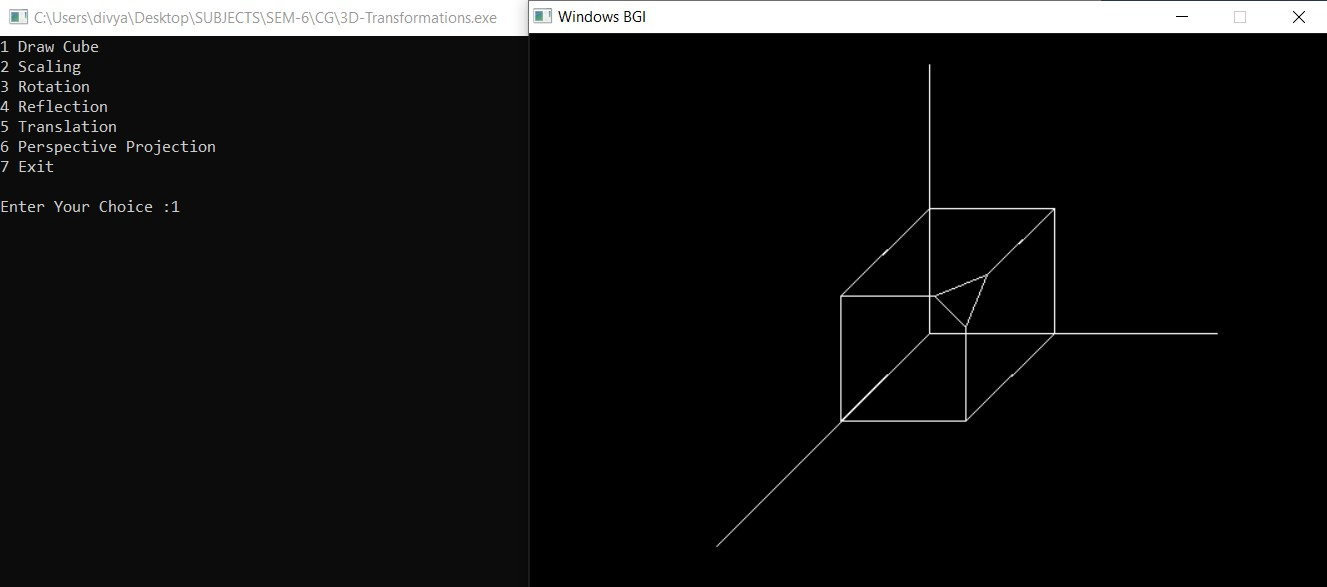 C:\Users\divya\Desktop\SUBJECTS\SEM-6\CG\3D-Transformations.exe
1 Draw Cube
2 Scaling
3 Rotation
4 Reflection
5 Translation
6 Perspective Projection
7 Exit
Enter Your Choice :1
Windows BGI